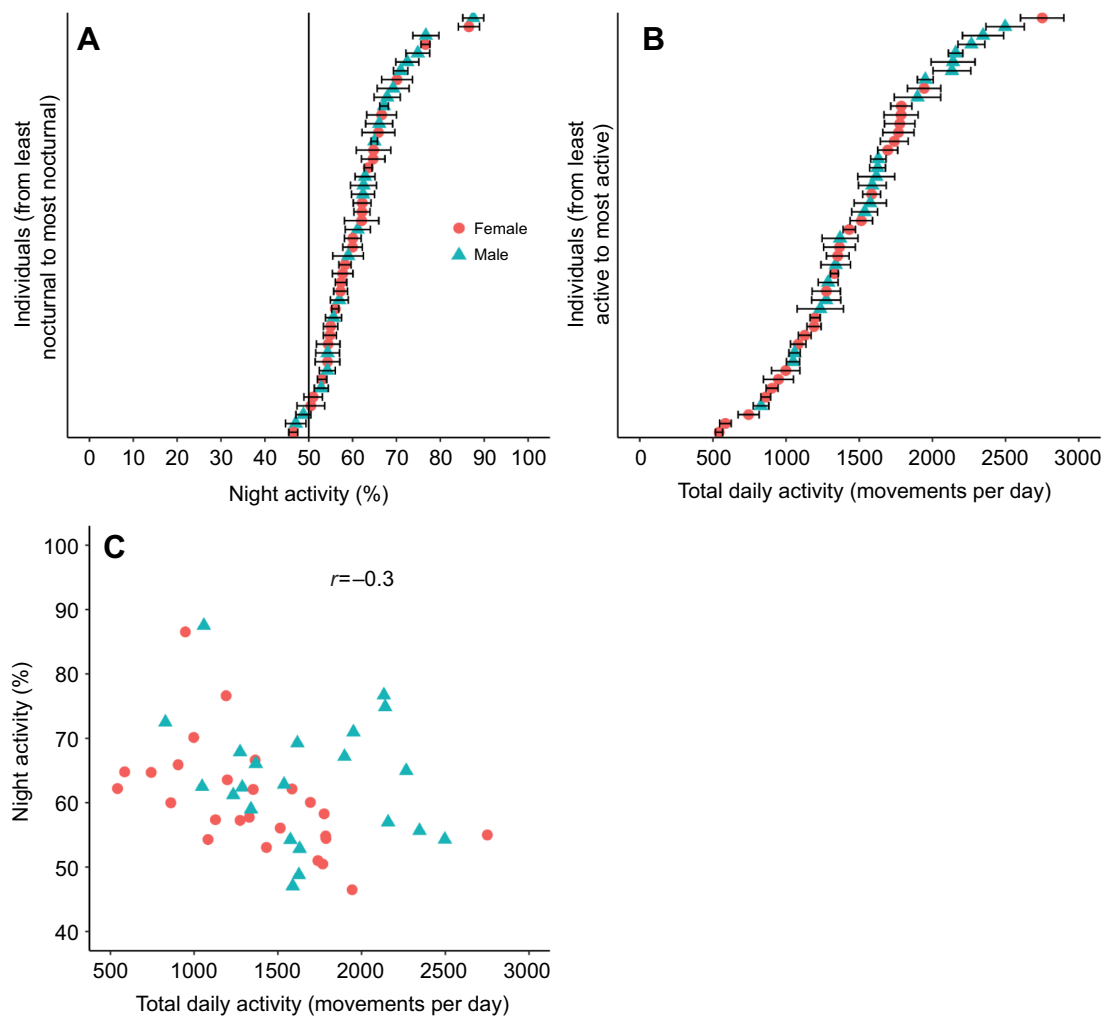 A
Individuals (from least
nocturnal to most nocturnal)
Female
Male
0 10 20 30 40 50 60 70 80 90 100
Night activity (%)
B
Individuals (from least
active to most active)
0 500 1000 1500 2000 2500 3000
Total daily activity (movements per day)
C
r=–0.3
Night activity (%)
100
90
80
70
60
50
40
500 1000 1500 2000 2500 3000
Total daily activity (movements per day)